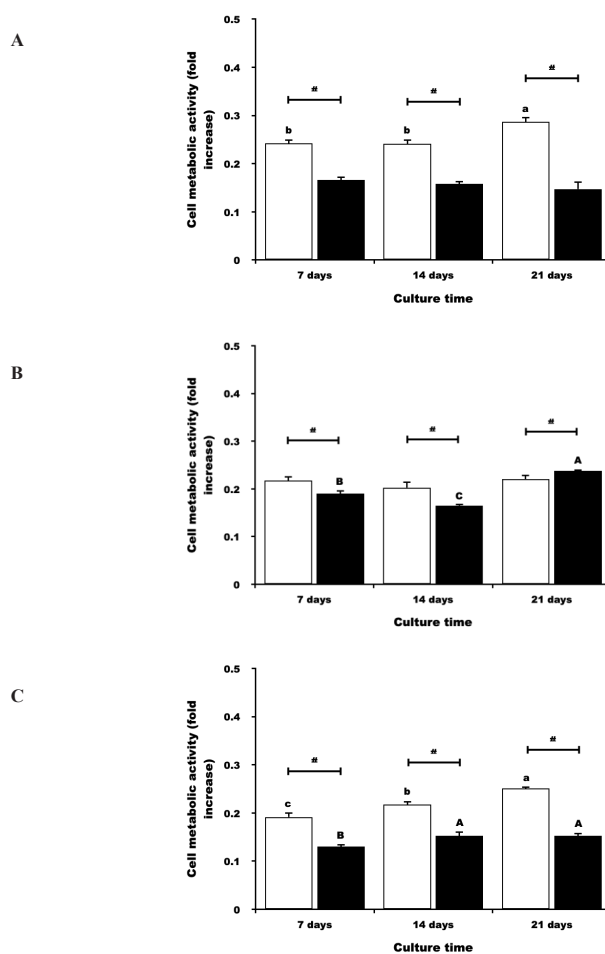 A
Cell metabolic activity (fold
increase)
0.5
0.4
0.3
0.2
0.1
0
#
#
#
b
b
a
7 days
14 days
21 days
Culture time
B
Cell metabolic activity (fold
increase)
0.5
0.4
0.3
0.2
0.1
0
#
#
#
B
C
A
7 days
14 days
21 days
Culture time
C
Cell metabolic activity (fold
increase)
0.5
0.4
0.3
0.2
0.1
0
#
#
#
c
B
b
A
a
A
7 days
14 days
21 days
Culture time